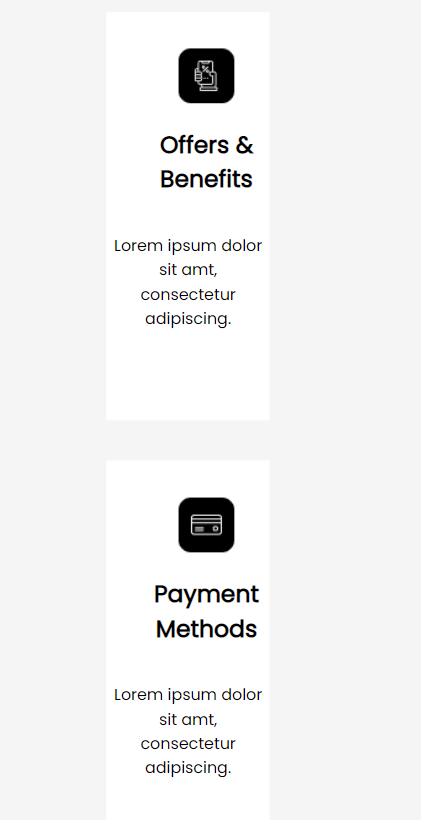 Offers &
Benefits
Lorem ipsum dolor
sit amt,
consectetur
adipiscing.
Payment
Methods
Lorem ipsum dolor
sit amt,
consectetur
adipiscing.